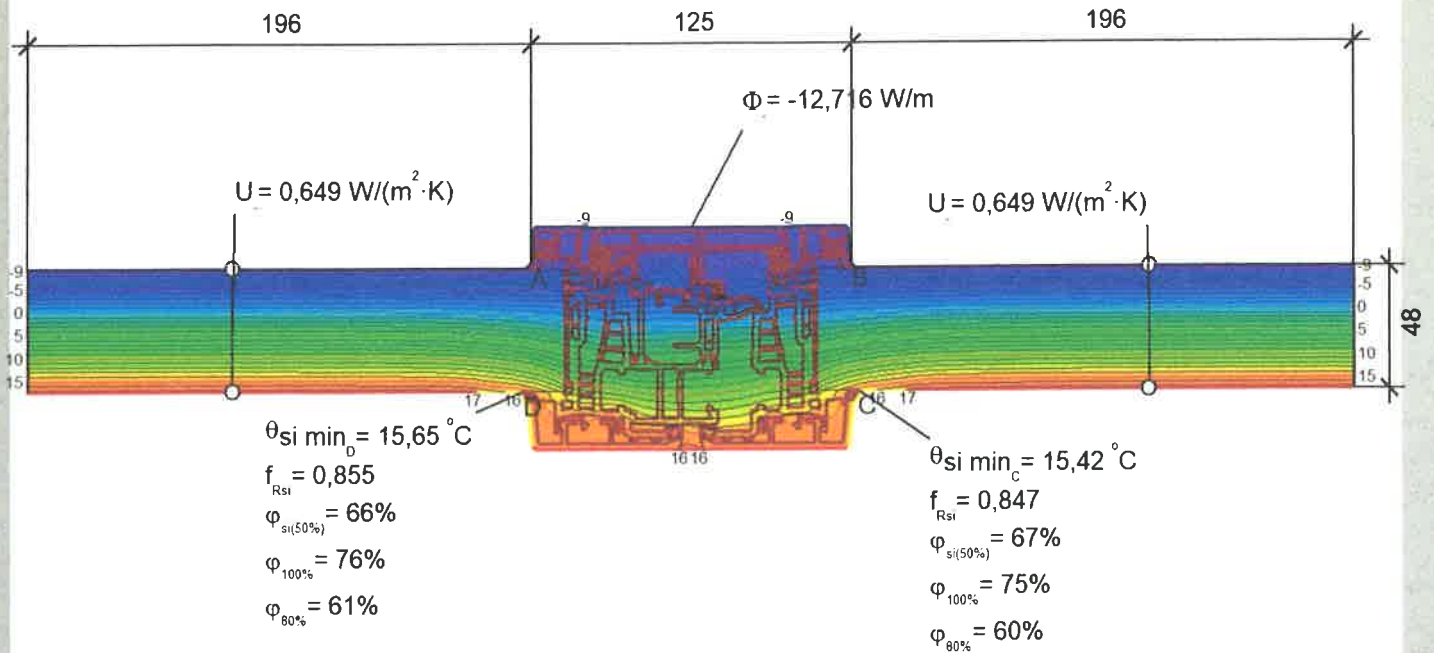 196 125 196
Φ = -12,716 W/m
U = 0,649 W/(m²·K)
U = 0,649 W/(m²·K)
-9 -9
A B
-9
-5
0
5
10
15
-9
-5
0
5
10
15
48
17 16 D
C 16 17
16 16
θsi min_D = 15,65 °C
f_Rsi = 0,855
φ_si(50%) = 66%
φ_100% = 76%
φ_80% = 61%
θsi min_C = 15,42 °C
f_Rsi = 0,847
φ_si(50%) = 67%
φ_100% = 75%
φ_80% = 60%